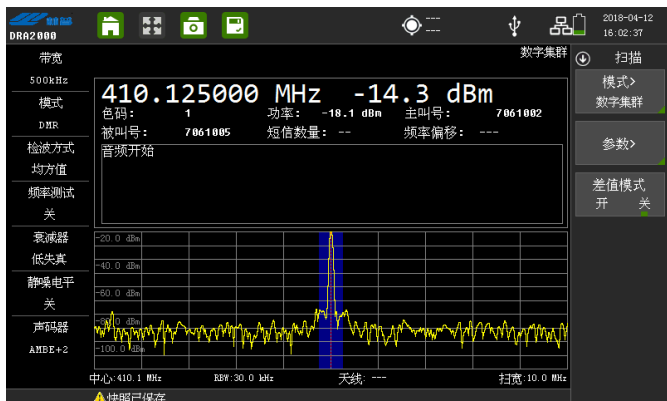 DRA2000
2018-04-12
16:02:37
数字集群
带宽
500kHz
模式
DMR
检波方式
均方值
频率测试
关
衰减器
低失真
静噪电平
关
声码器
AMBE+2
410.125000 MHz -14.3 dBm
色码: 1 功率: -18.1 dBm 主叫号: 7061002
被叫号: 7061005 短信数量: -- 频率偏移: ---
音频开始
-20.0 dBm
-40.0 dBm
-60.0 dBm
-80.0 dBm
-100.0 dBm
中心:410.1 MHz RBW:30.0 kHz 天线: --- 扫宽:10.0 MHz
快照已保存
扫描
模式>
数字集群
参数>
差值模式
开 关